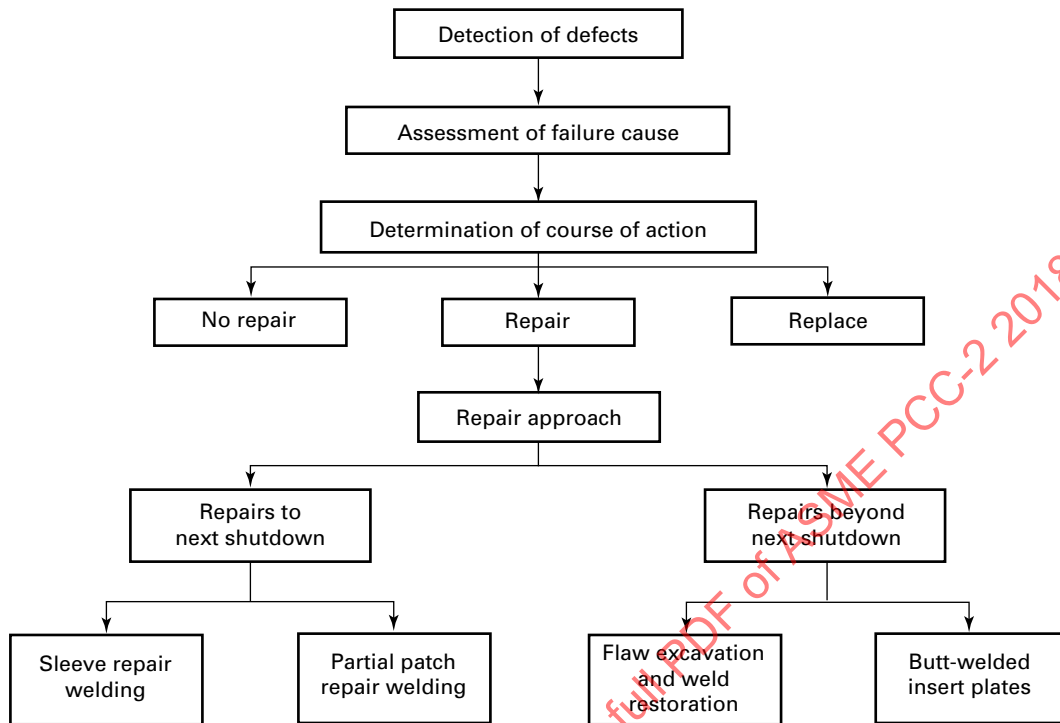 Detection of defects
Assessment of failure cause
Determination of course of action
No repair
Repair
Replace
Repair approach
Repairs to
next shutdown
Repairs beyond
next shutdown
Sleeve repair
welding
Partial patch
repair welding
Flaw excavation
and weld
restoration
Butt-welded
insert plates
full PDF of ASME PCC-2 2018